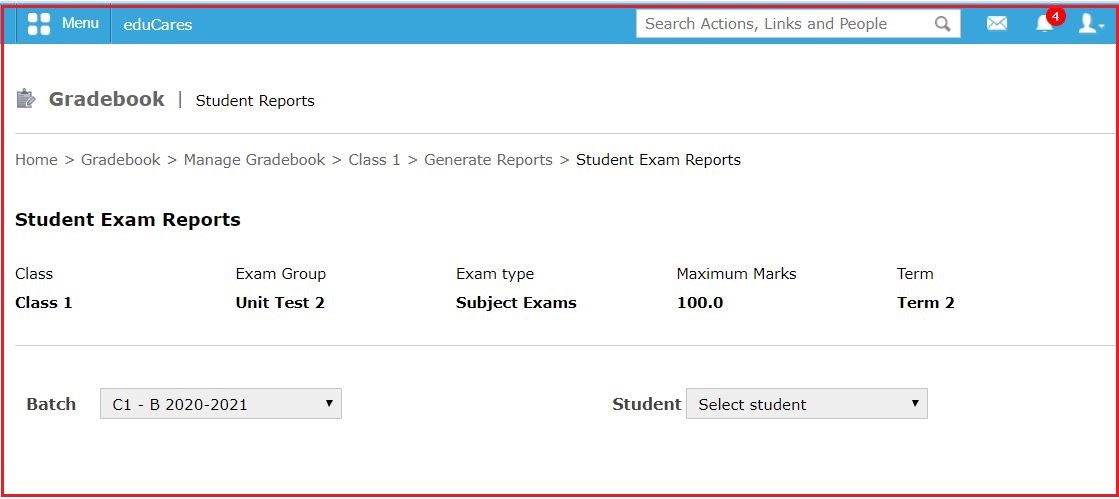 Menu eduCares Search Actions, Links and People 4
Gradebook | Student Reports
Home > Gradebook > Manage Gradebook > Class 1 > Generate Reports > Student Exam Reports
Student Exam Reports
Class Exam Group Exam type Maximum Marks Term
Class 1 Unit Test 2 Subject Exams 100.0 Term 2
Batch C1 - B 2020-2021 Student Select student